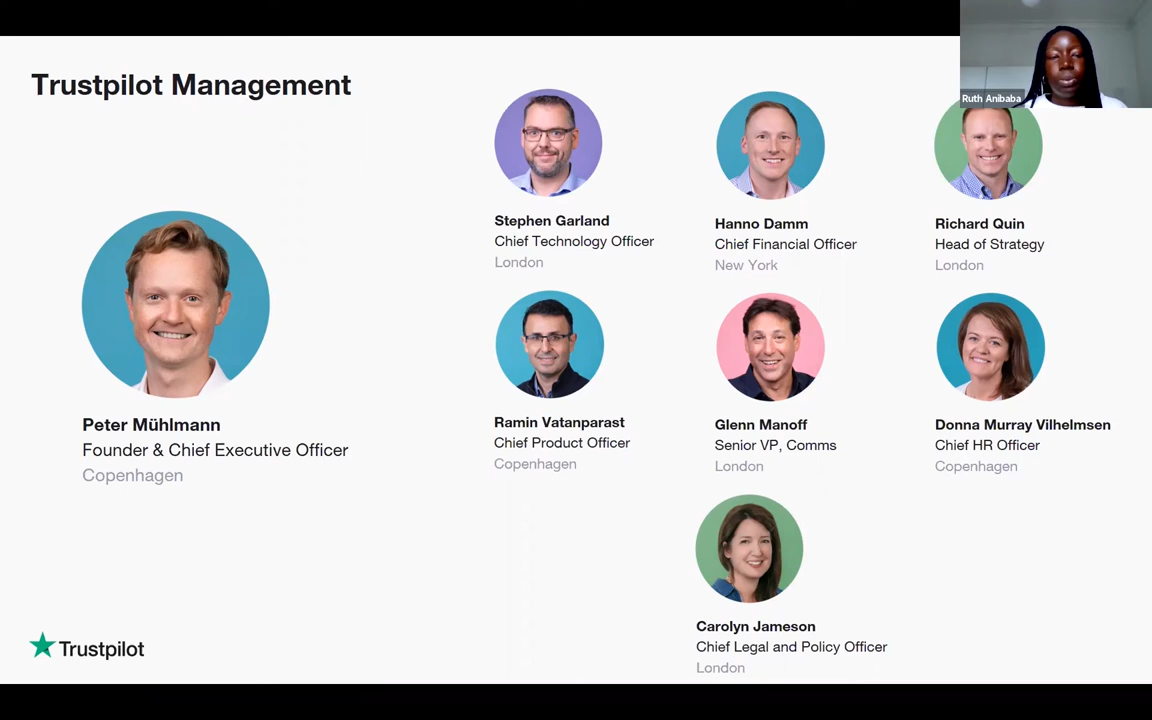 Trustpilot Management
Ruth Anibaba
Stephen Garland
Chief Technology Officer
London
Hanno Damm
Chief Financial Officer
New York
Richard Quin
Head of Strategy
London
Peter Mühlmann
Founder & Chief Executive Officer
Copenhagen
Ramin Vatanparast
Chief Product Officer
Copenhagen
Glenn Manoff
Senior VP, Comms
London
Donna Murray Vilhelmsen
Chief HR Officer
Copenhagen
Carolyn Jameson
Chief Legal and Policy Officer
London
Trustpilot